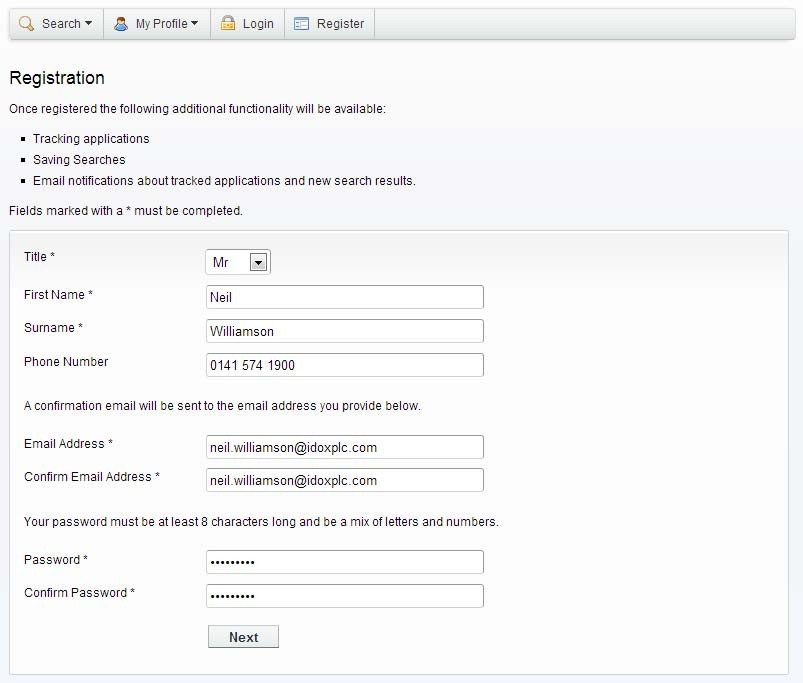 Search My Profile Login Register
Registration
Once registered the following additional functionality will be available:
Tracking applications
Saving Searches
Email notifications about tracked applications and new search results.
Fields marked with a * must be completed.
Title * Mr
First Name * Neil
Surname * Williamson
Phone Number 0141 574 1900
A confirmation email will be sent to the email address you provide below.
Email Address * neil.williamson@idoxplc.com
Confirm Email Address * neil.williamson@idoxplc.com
Your password must be at least 8 characters long and be a mix of letters and numbers.
Password * •••••••••
Confirm Password * •••••••••
Next